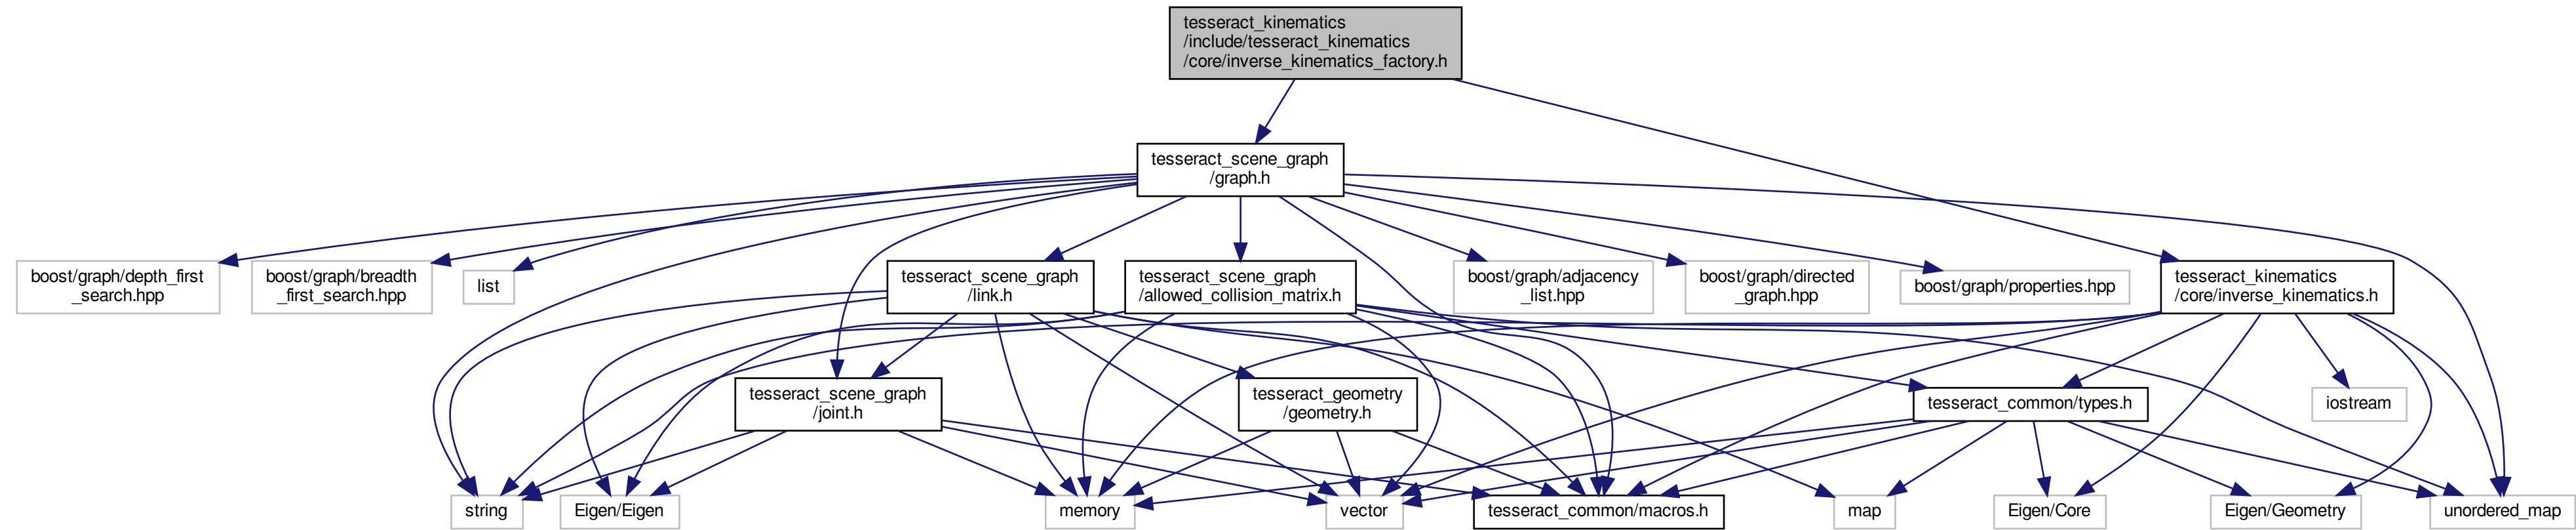 tesseract_kinematics
/include/tesseract_kinematics
/core/inverse_kinematics_factory.h
tesseract_scene_graph
/graph.h
boost/graph/depth_first
_search.hpp
boost/graph/breadth
_first_search.hpp
list
tesseract_scene_graph
/link.h
tesseract_scene_graph
/allowed_collision_matrix.h
boost/graph/adjacency
_list.hpp
boost/graph/directed
_graph.hpp
boost/graph/properties.hpp
tesseract_kinematics
/core/inverse_kinematics.h
tesseract_scene_graph
/joint.h
tesseract_geometry
/geometry.h
tesseract_common/types.h
iostream
string
Eigen/Eigen
memory
vector
tesseract_common/macros.h
map
Eigen/Core
Eigen/Geometry
unordered_map